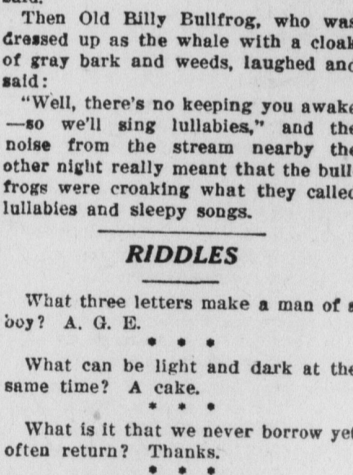 said.
Then Old Billy Bullfrog, who was
dressed up as the whale with a cloak
of gray bark and weeds, laughed and
said:
"Well, there's no keeping you awake
—so we'll sing lullabies," and the
noise from the stream nearby the
other night really meant that the bull
frogs were croaking what they called
lullabies and sleepy songs.
RIDDLES
What three letters make a man of a
boy? A. G. E.
* * *
What can be light and dark at the
same time? A cake.
* * *
What is it that we never borrow yet
often return? Thanks.
* * *